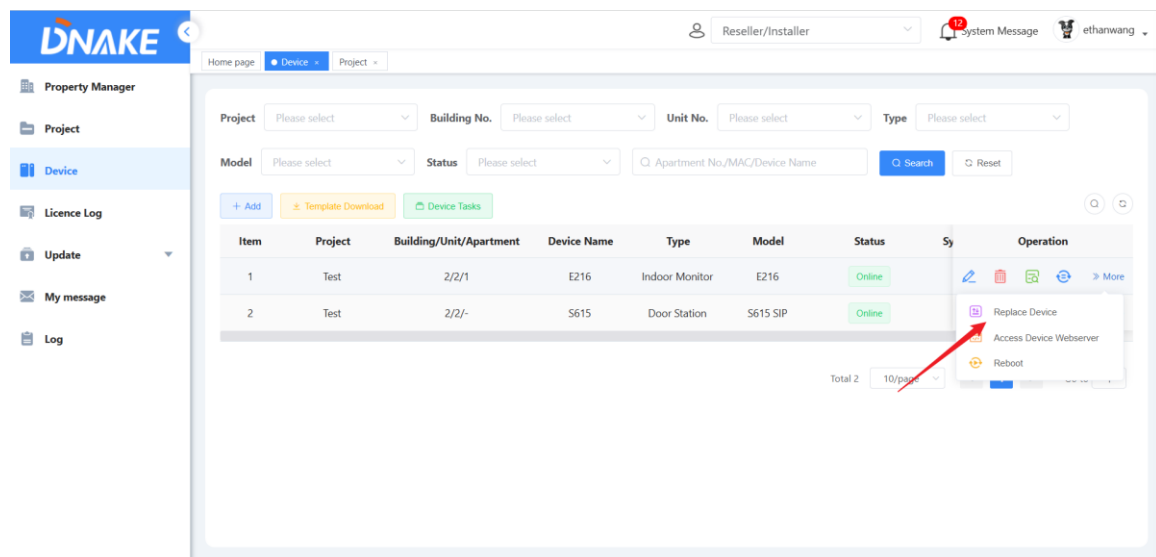 DNAKE
Reseller/Installer
12
System Message
ethanwang
Home page
Device ×
Project ×
Property Manager
Project
Device
Licence Log
Update
My message
Log
Project Please select Building No. Please select Unit No. Please select Type Please select
Model Please select Status Please select Apartment No./MAC/Device Name Search Reset
+ Add Template Download Device Tasks
Item Project Building/Unit/Apartment Device Name Type Model Status Sy Operation
1 Test 2/2/1 E216 Indoor Monitor E216 Online More
2 Test 2/2/- S615 Door Station S615 SIP Online
Replace Device
Access Device Webserver
Reboot
Total 2 10/page